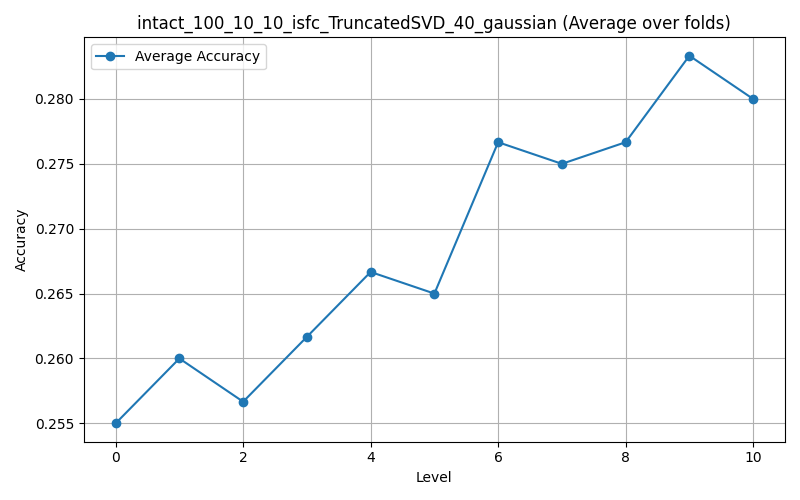 intact_100_10_10_isfc_TruncatedSVD_40_gaussian (Average over folds)
Average Accuracy
Accuracy
0.280
0.275
0.270
0.265
0.260
0.255
0 2 4 6 8 10
Level